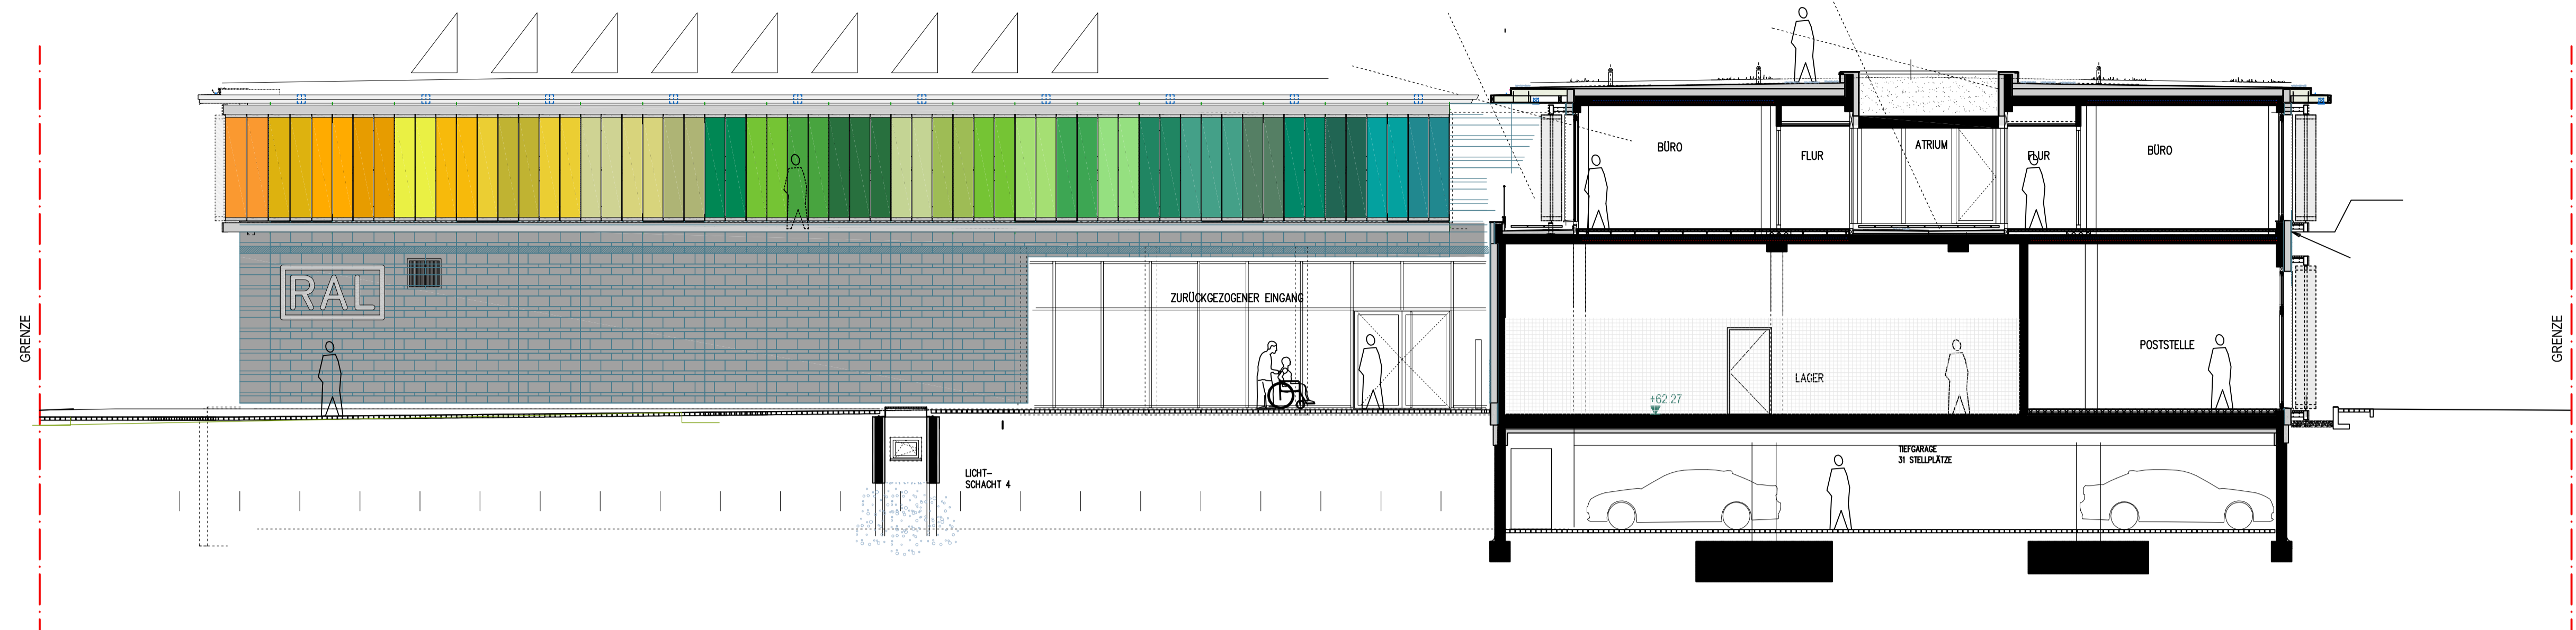 BÜRO
FLUR
ATRIUM
FLUR
BÜRO
RAL
ZURÜCKGEZOGENER EINGANG
GRENZE
GRENZE
POSTSTELLE
LAGER
+62.27
TIEFGARAGE
31 STELLPLÄTZE
LICHT-
SCHACHT 4